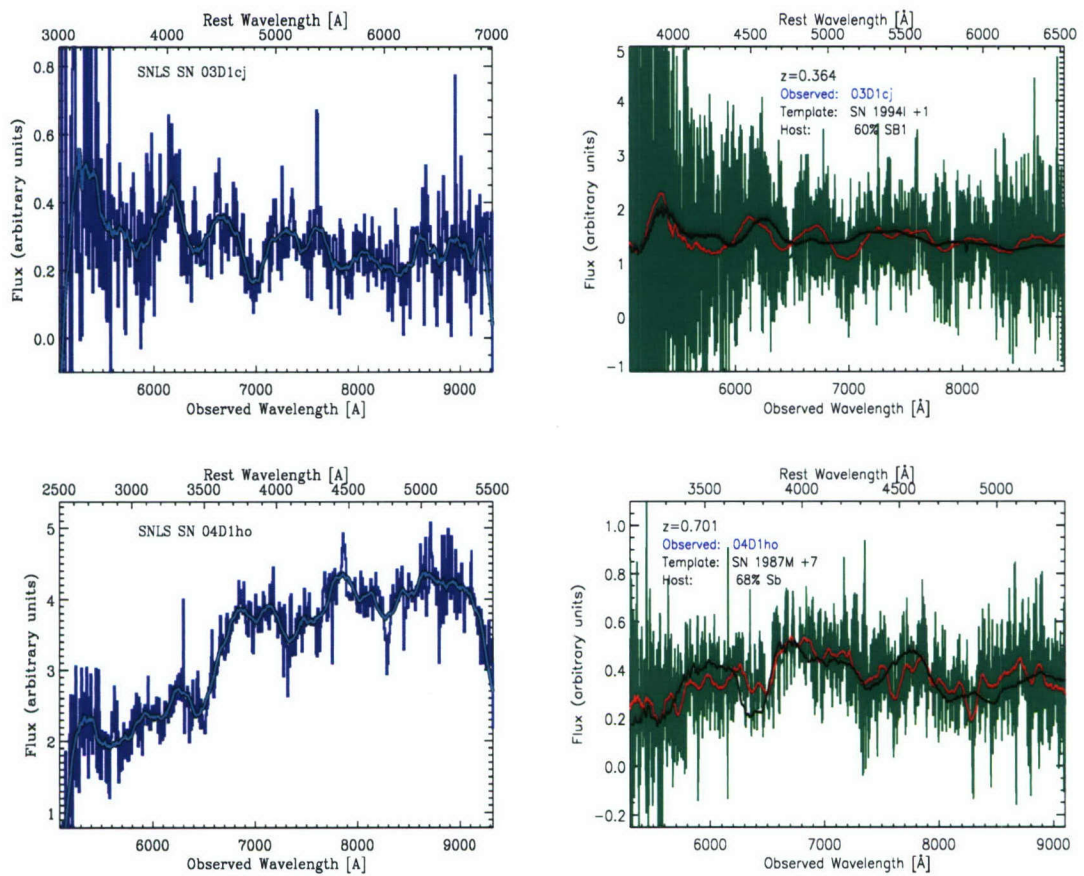 Rest Wavelength [A]
3000 4000 5000 6000 7000
SNLS SN 03D1cj
0.8
0.6
0.4
0.2
0.0
Flux (arbitrary units)
6000 7000 8000 9000
Observed Wavelength [A]
Rest Wavelength [Å]
4000 4500 5000 5500 6000 6500
z=0.364
Observed: 03D1cj
Template: SN 1994I +1
Host: 60% SB1
5
4
3
2
1
0
-1
Flux (arbitrary units)
6000 7000 8000
Observed Wavelength [Å]
Rest Wavelength [A]
2500 3000 3500 4000 4500 5000 5500
SNLS SN 04D1ho
5
4
3
2
1
Flux (arbitrary units)
6000 7000 8000 9000
Observed Wavelength [A]
Rest Wavelength [Å]
3500 4000 4500 5000
z=0.701
Observed: 04D1ho
Template: SN 1987M +7
Host: 68% Sb
1.0
0.8
0.6
0.4
0.2
0.0
-0.2
Flux (arbitrary units)
6000 7000 8000 9000
Observed Wavelength [Å]